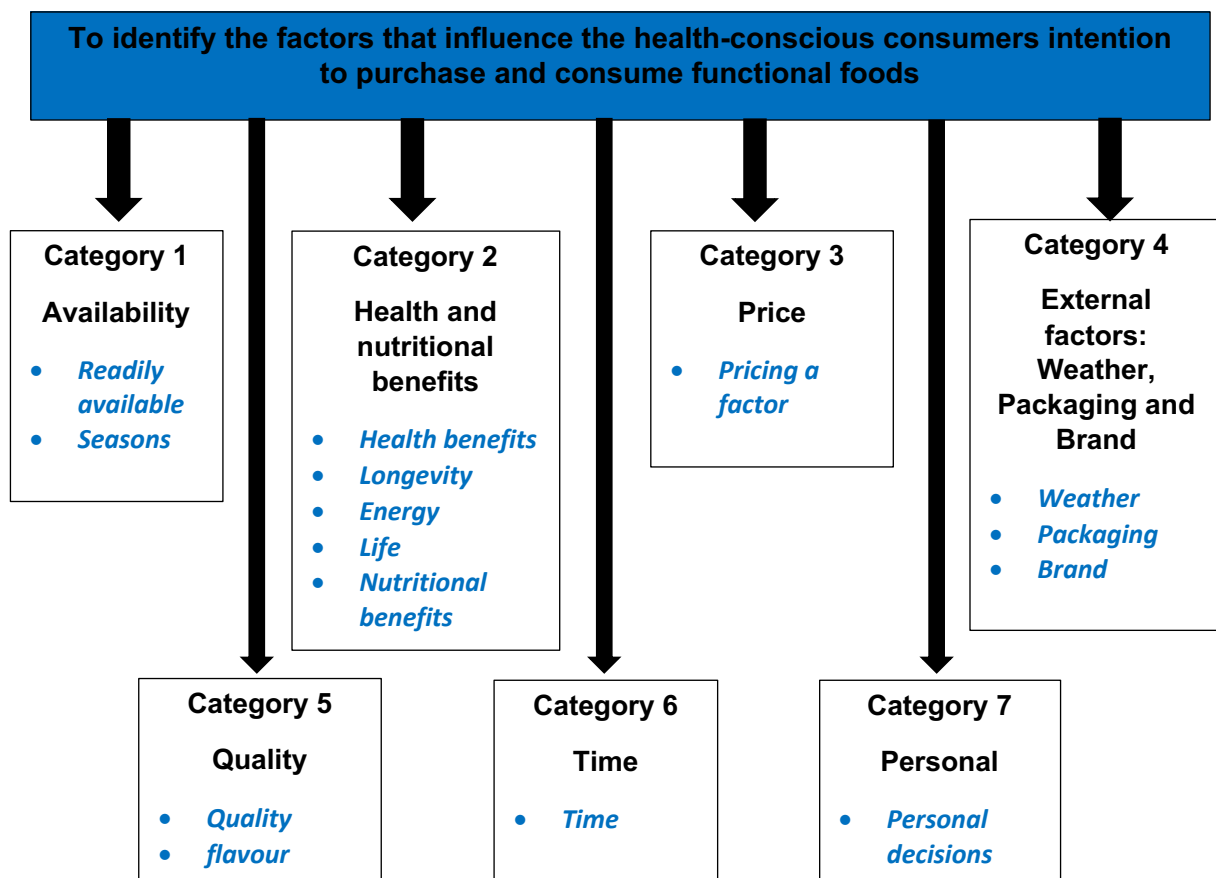 To identify the factors that influence the health-conscious consumers intention
to purchase and consume functional foods
Category 1
Availability
• Readily
available
• Seasons
Category 2
Health and
nutritional
benefits
• Health benefits
• Longevity
• Energy
• Life
• Nutritional
benefits
Category 3
Price
• Pricing a
factor
Category 4
External
factors:
Weather,
Packaging and
Brand
• Weather
• Packaging
• Brand
Category 5
Quality
• Quality
• flavour
Category 6
Time
• Time
Category 7
Personal
• Personal
decisions